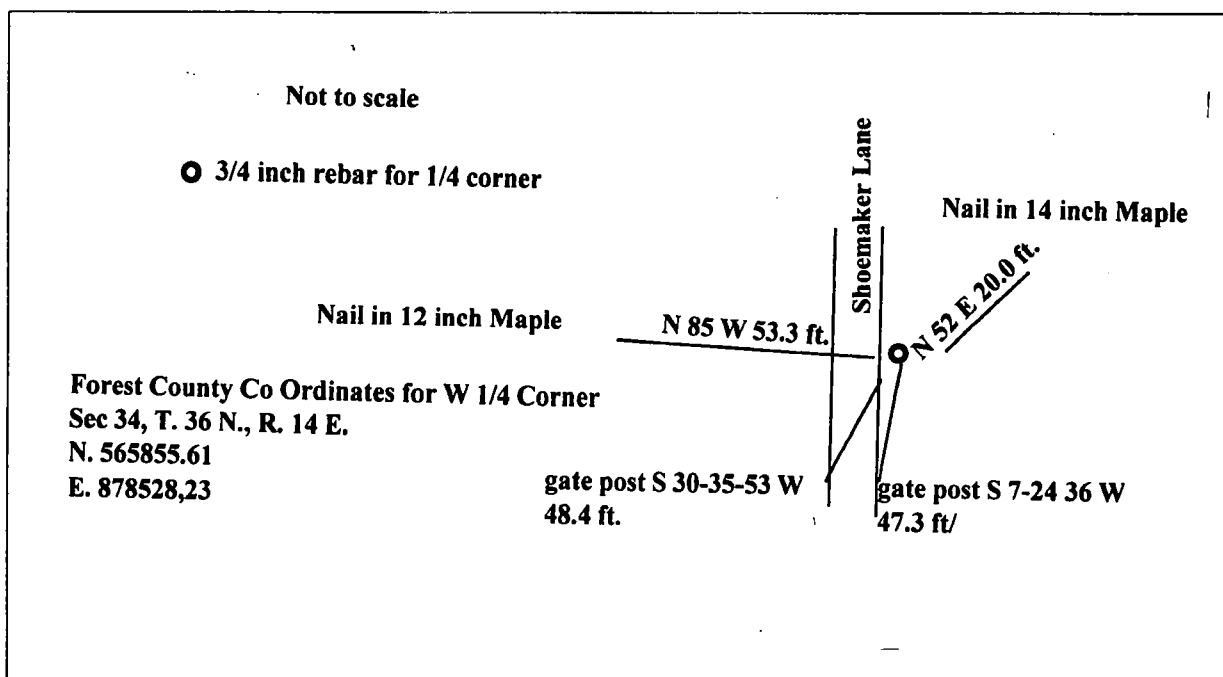 Not to scale
3/4 inch rebar for 1/4 corner
Shoemaker Lane
Nail in 14 inch Maple
N 52 E 20.0 ft.
Nail in 12 inch Maple
N 85 W 53.3 ft.
Forest County Co Ordinates for W 1/4 Corner
Sec 34, T. 36 N., R. 14 E.
N. 565855.61
E. 878528,23
gate post S 30-35-53 W
48.4 ft.
gate post S 7-24 36 W
47.3 ft/